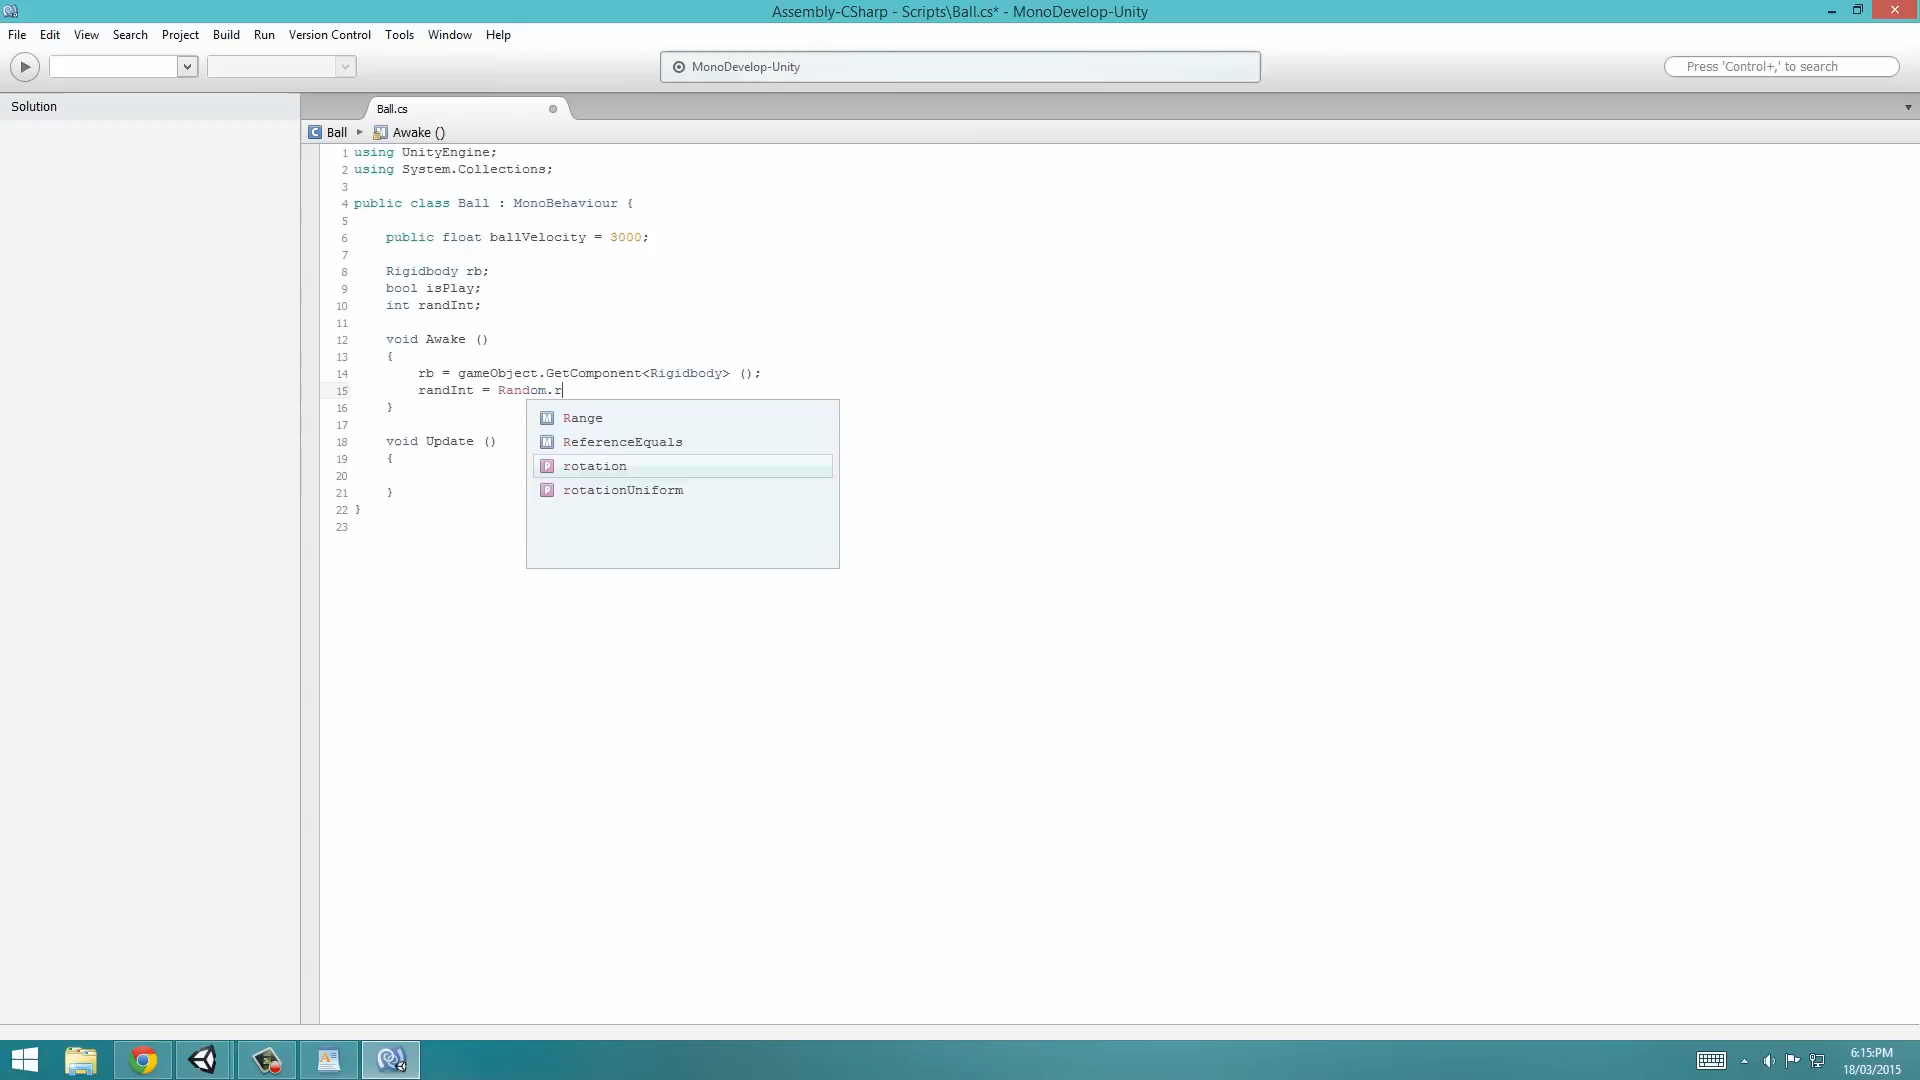 Assembly-CSharp - Scripts\Ball.cs* - MonoDevelop-Unity
File Edit View Search Project Build Run Version Control Tools Window Help
MonoDevelop-Unity
Press 'Control+,' to search
Solution
Ball.cs
C Ball Awake ()
1 using UnityEngine;
2 using System.Collections;
3
4 public class Ball : MonoBehaviour {
5
6 public float ballVelocity = 3000;
7
8 Rigidbody rb;
9 bool isPlay;
10 int randInt;
11
12 void Awake ()
13 {
14 rb = gameObject.GetComponent<Rigidbody> ();
15 randInt = Random.r
16 }
17
18 void Update ()
19 {
20
21 }
22 }
23
M Range
M ReferenceEquals
P rotation
P rotationUniform
6:15:PM
18/03/2015